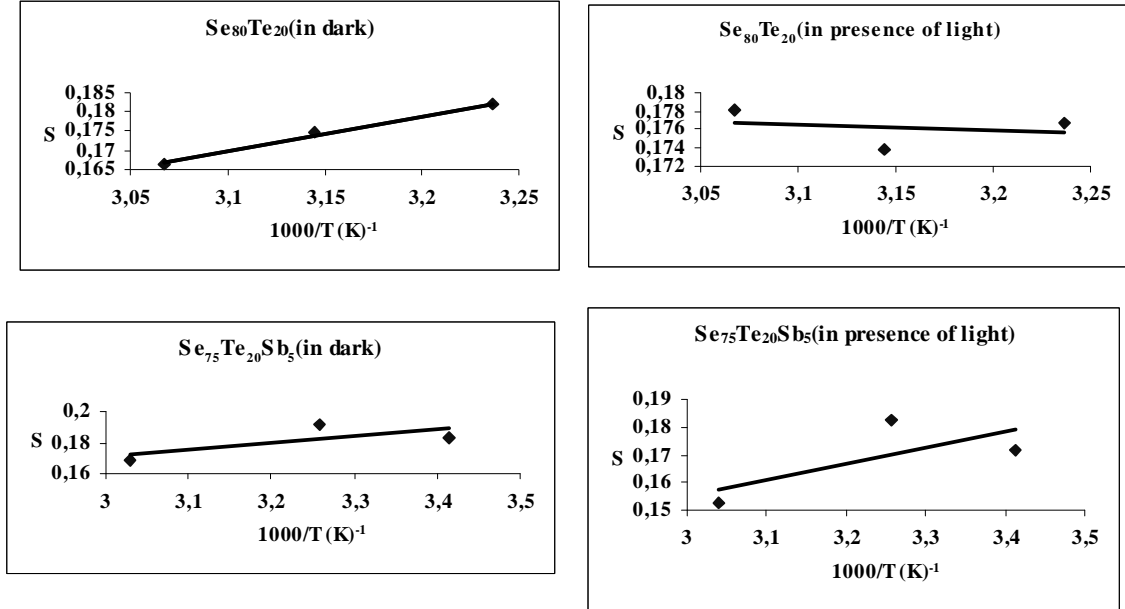 Se₈₀Te₂₀(in dark)
0,185
0,18
0,175
0,17
0,165
S
3,05 3,1 3,15 3,2 3,25
1000/T (K)⁻¹
Se₈₀Te₂₀(in presence of light)
0,18
0,178
0,176
0,174
0,172
S
3,05 3,1 3,15 3,2 3,25
1000/T (K)⁻¹
Se₇₅Te₂₀Sb₅(in dark)
0,2
0,18
0,16
S
3 3,1 3,2 3,3 3,4 3,5
1000/T (K)⁻¹
Se₇₅Te₂₀Sb₅(in presence of light)
0,19
0,18
0,17
0,16
0,15
S
3 3,1 3,2 3,3 3,4 3,5
1000/T (K)⁻¹